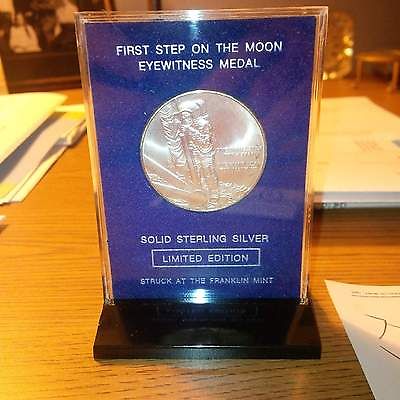 FIRST STEP ON THE MOON
EYEWITNESS MEDAL
SOLID STERLING SILVER
LIMITED EDITION
STRUCK AT THE FRANKLIN MINT